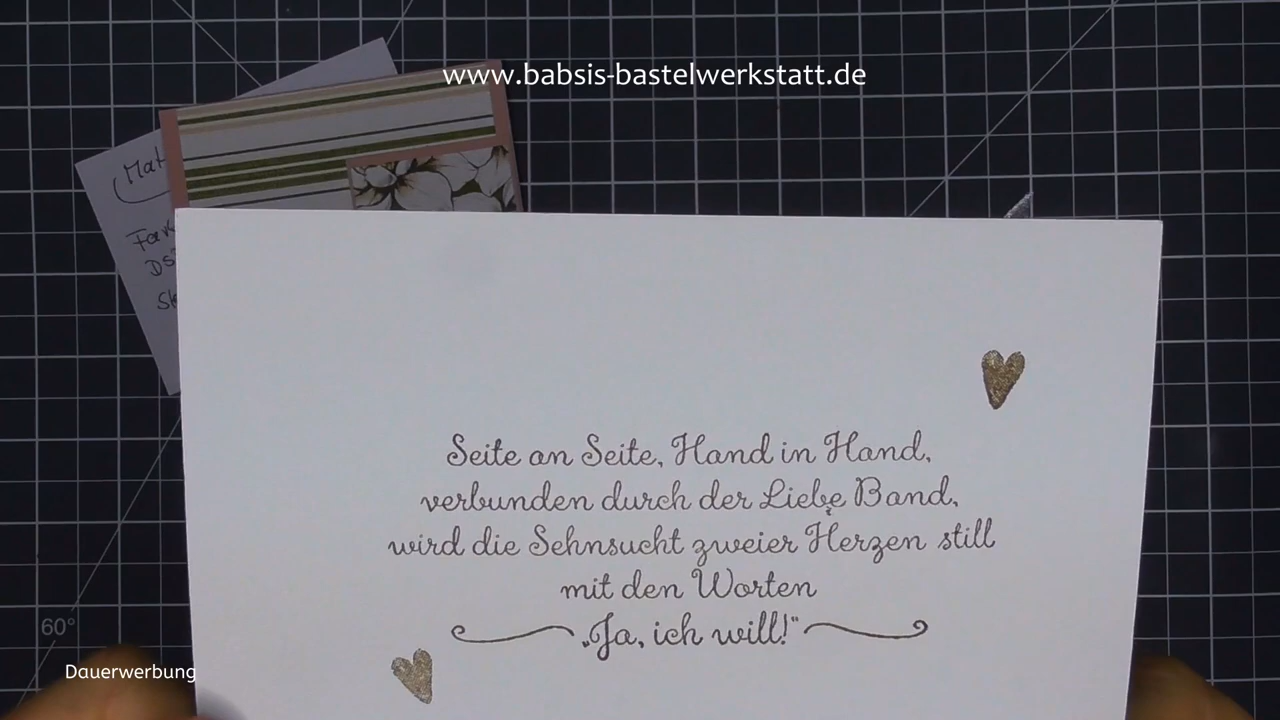 www.babsis-bastelwerkstatt.de
Seite an Seite, Hand in Hand,
verbunden durch der Liebe Band,
wird die Sehnsucht zweier Herzen still
mit den Worten
„Ja, ich will!“
60°
Dauerwerbung